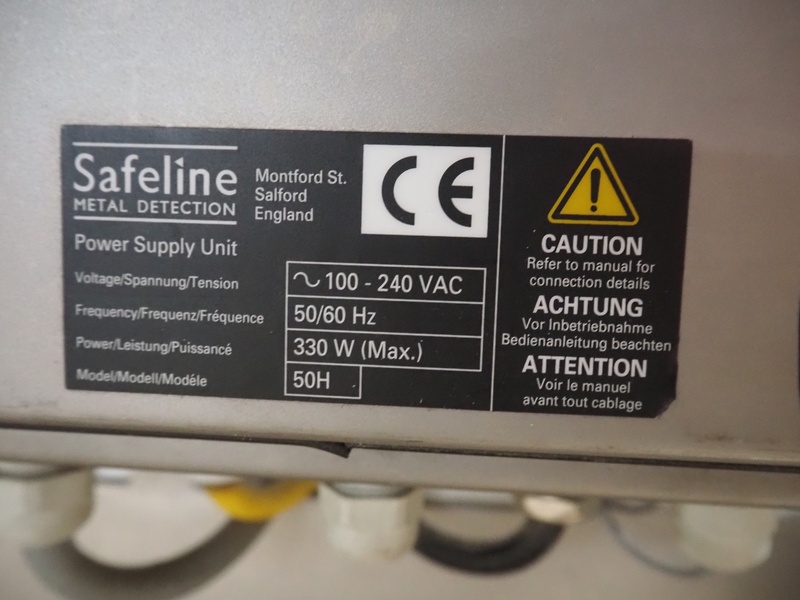 Safeline
METAL DETECTION
Montford St.
Salford
England
CE
Power Supply Unit
Voltage/Spannung/Tension
~ 100 - 240 VAC
Frequency/Frequenz/Fréquence
50/60 Hz
Power/Leistung/Puissancé
330 W (Max.)
Model/Modell/Modéle
50H
!
CAUTION
Refer to manual for
connection details
ACHTUNG
Vor Inbetriebnahme
Bedienanleitung beachten
ATTENTION
Voir le manuel
avant tout cablage